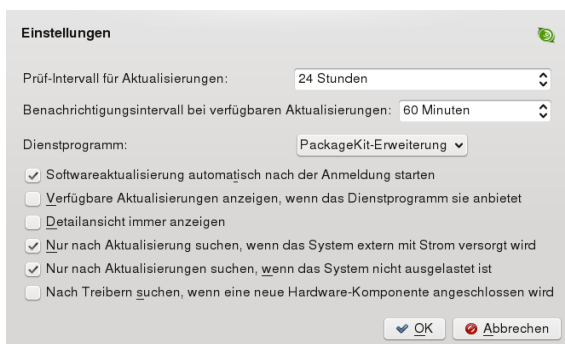 Einstellungen
Prüf-Intervall für Aktualisierungen: 24 Stunden
Benachrichtigungsintervall bei verfügbaren Aktualisierungen: 60 Minuten
Dienstprogramm: PackageKit-Erweiterung
Softwareaktualisierung automatisch nach der Anmeldung starten
Verfügbare Aktualisierungen anzeigen, wenn das Dienstprogramm sie anbietet
Detailansicht immer anzeigen
Nur nach Aktualisierung suchen, wenn das System extern mit Strom versorgt wird
Nur nach Aktualisierungen suchen, wenn das System nicht ausgelastet ist
Nach Treibern suchen, wenn eine neue Hardware-Komponente angeschlossen wird
OK Abbrechen